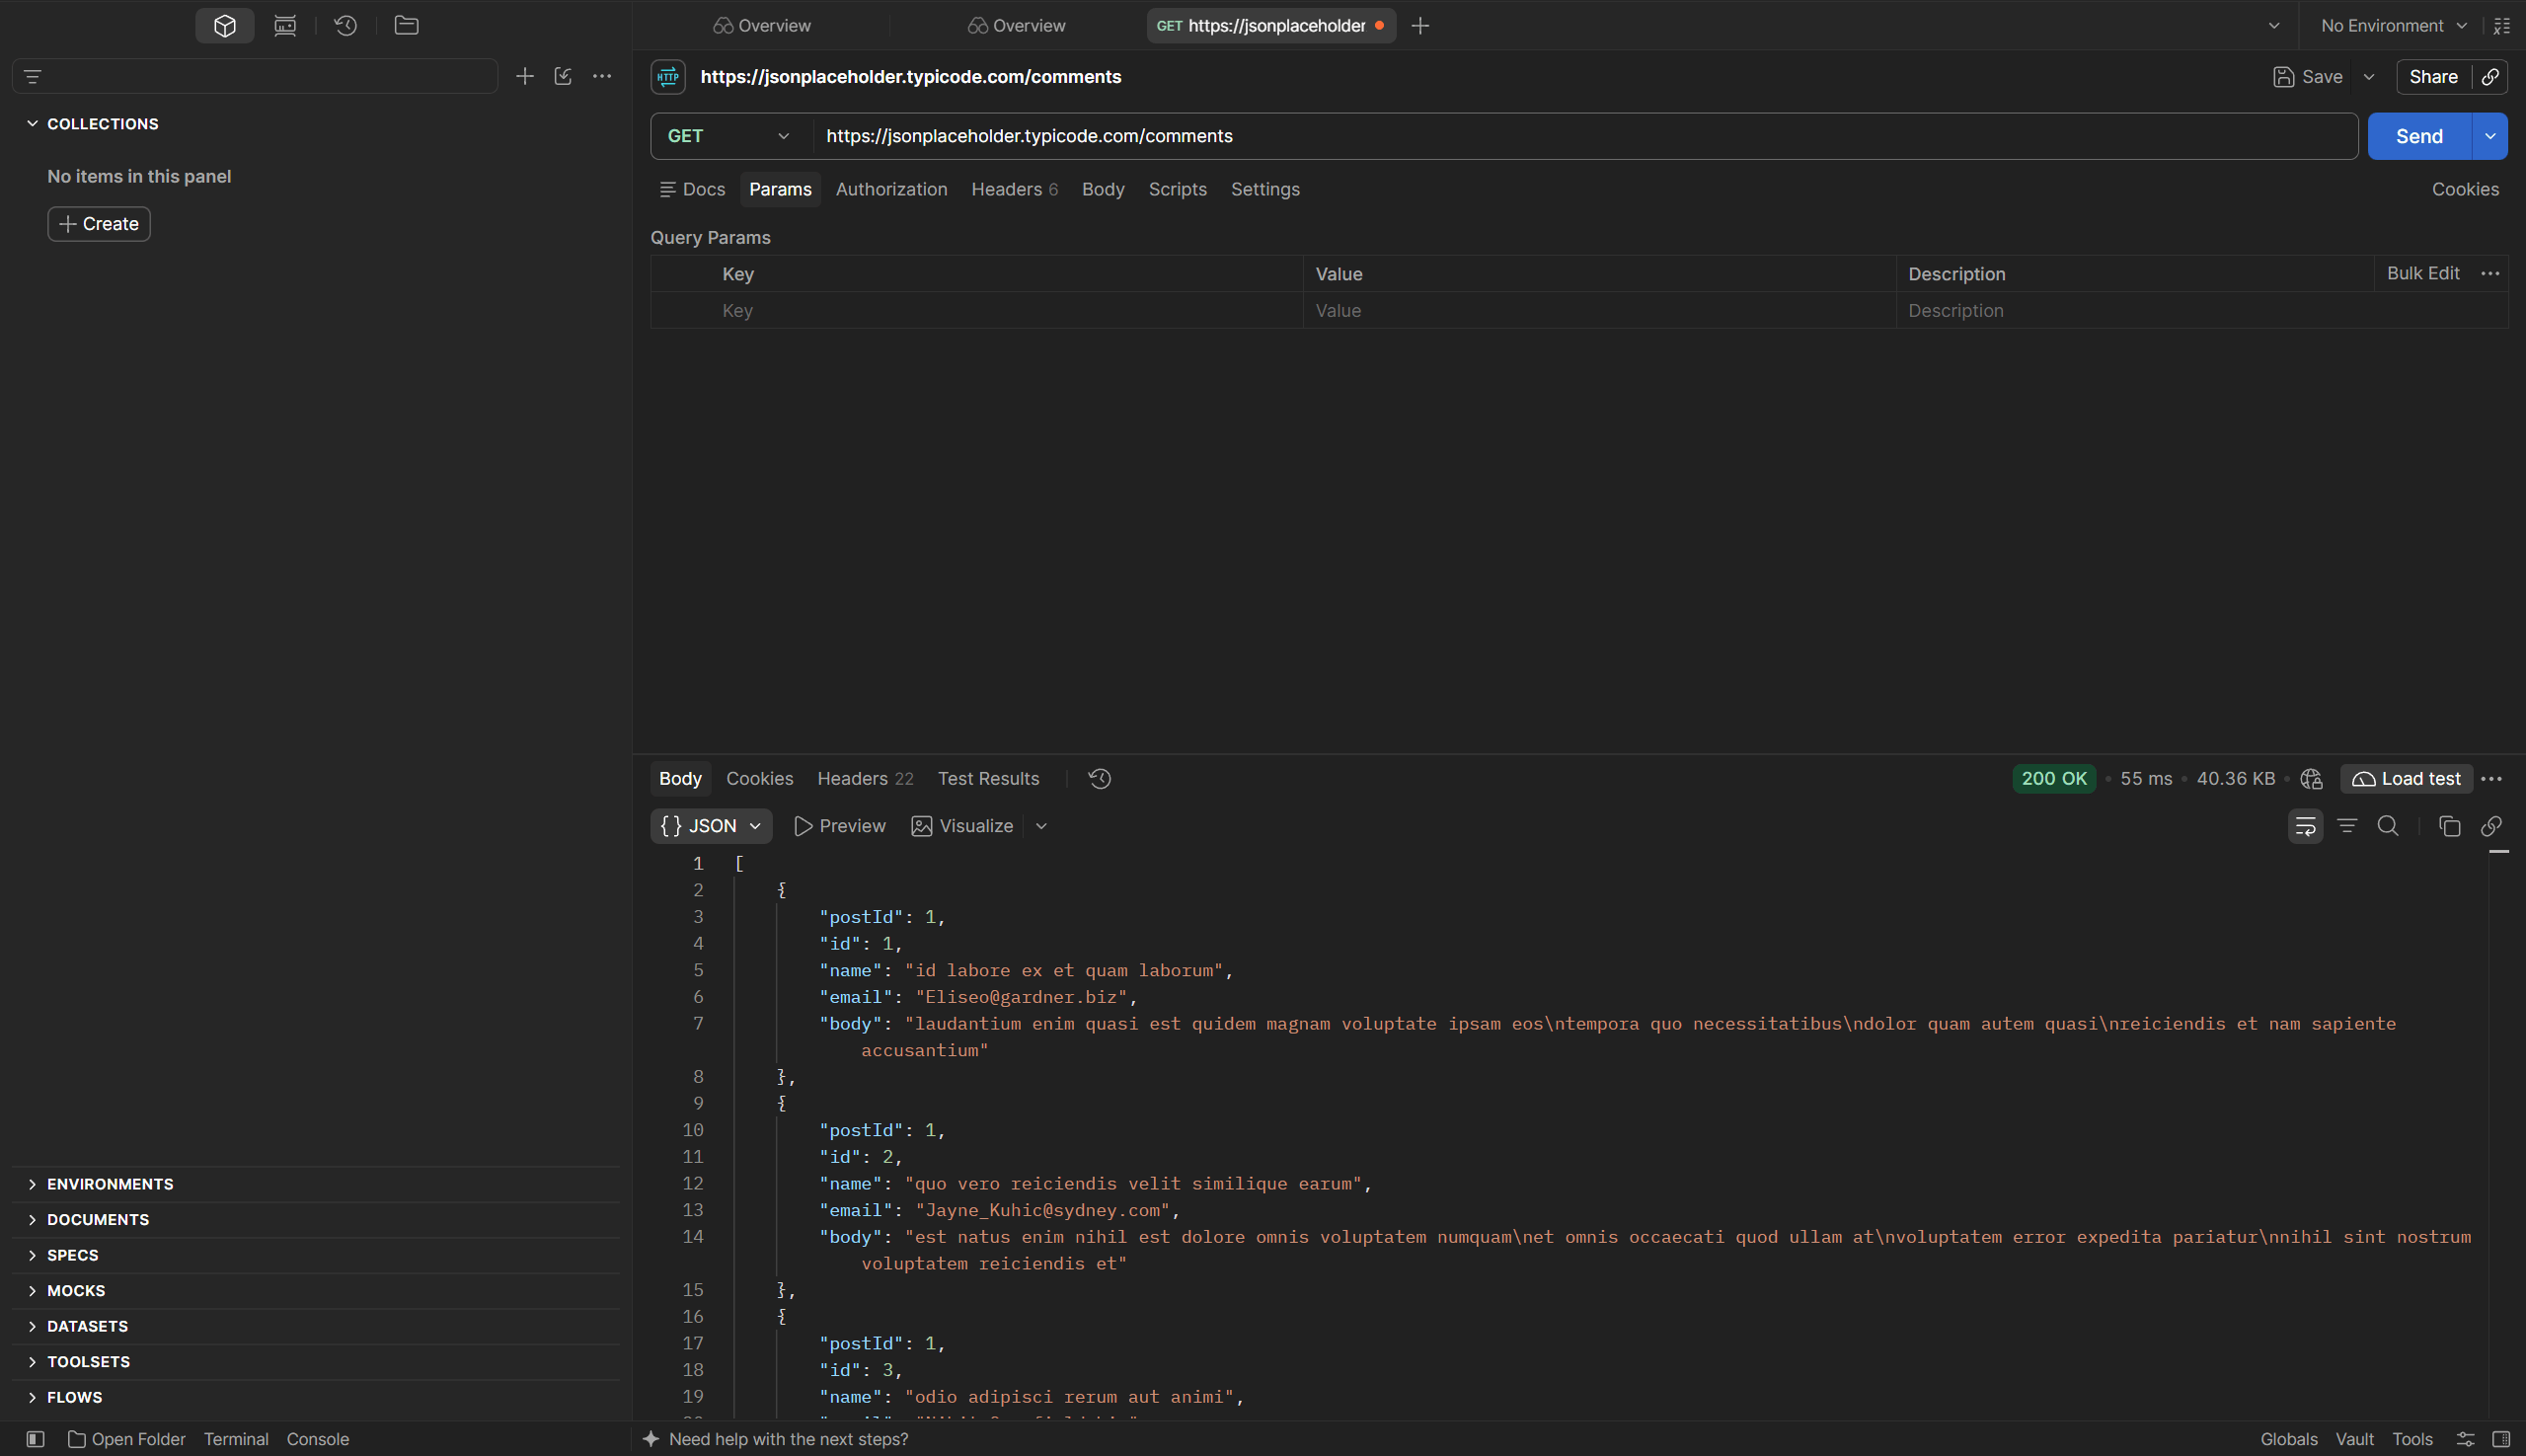 Overview
Overview
GET https://jsonplaceholder
No Environment
HTTP
https://jsonplaceholder.typicode.com/comments
Save
Share
COLLECTIONS
No items in this panel
Create
GET
https://jsonplaceholder.typicode.com/comments
Send
Docs
Params
Authorization
Headers 6
Body
Scripts
Settings
Cookies
Query Params
Key
Value
Description
Bulk Edit
Key
Value
Description
Body
Cookies
Headers 22
Test Results
200 OK
55 ms
40.36 KB
Load test
{} JSON
Preview
Visualize
1 [
2 {
3 "postId": 1,
4 "id": 1,
5 "name": "id labore ex et quam laborum",
6 "email": "Eliseo@gardner.biz",
7 "body": "laudantium enim quasi est quidem magnam voluptate ipsam eos\ntempora quo necessitatibus\ndolor quam autem quasi\nreiciendis et nam sapiente
accusantium"
8 },
9 {
10 "postId": 1,
11 "id": 2,
12 "name": "quo vero reiciendis velit similique earum",
13 "email": "Jayne_Kuhic@sydney.com",
14 "body": "est natus enim nihil est dolore omnis voluptatem numquam\net omnis occaecati quod ullam at\nvoluptatem error expedita pariatur\nnihil sint nostrum
voluptatem reiciendis et"
15 },
16 {
17 "postId": 1,
18 "id": 3,
19 "name": "odio adipisci rerum aut animi",
ENVIRONMENTS
DOCUMENTS
SPECS
MOCKS
DATASETS
TOOLSETS
FLOWS
Open Folder
Terminal
Console
Need help with the next steps?
Globals
Vault
Tools